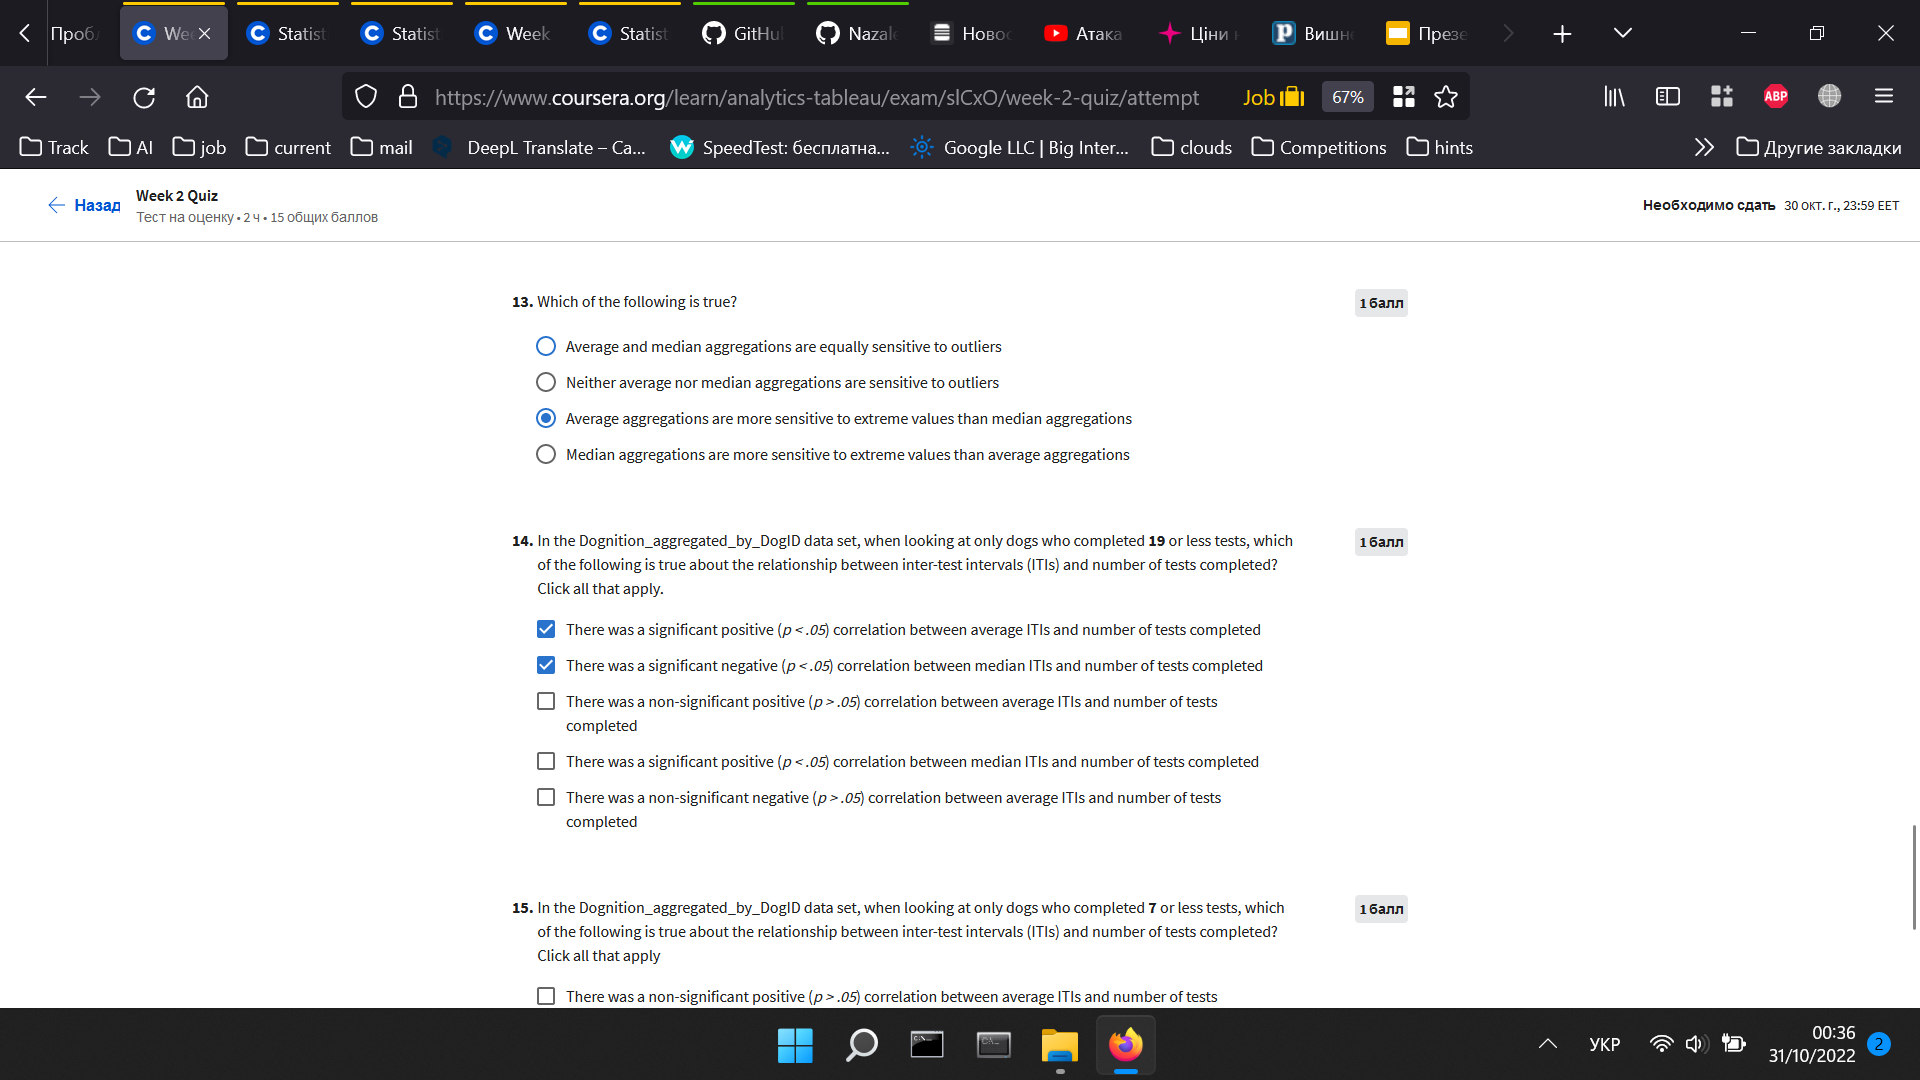 Проб
Wee
Statist
Statist
Week
Statist
GitHu
Nazale
Новос
Атака
Ціни н
Вишн
Презе
https://www.coursera.org/learn/analytics-tableau/exam/slCxO/week-2-quiz/attempt
Job
67%
ABP
Track
AI
job
current
mail
DeepL Translate – Ca...
SpeedTest: бесплатна...
Google LLC | Big Inter...
clouds
Competitions
hints
Другие закладки
Назад
Week 2 Quiz
Тест на оценку • 2 ч • 15 общих баллов
Необходимо сдать 30 окт. г., 23:59 EET
13. Which of the following is true?
1 балл
Average and median aggregations are equally sensitive to outliers
Neither average nor median aggregations are sensitive to outliers
Average aggregations are more sensitive to extreme values than median aggregations
Median aggregations are more sensitive to extreme values than average aggregations
14. In the Dognition_aggregated_by_DogID data set, when looking at only dogs who completed 19 or less tests, which
1 балл
of the following is true about the relationship between inter-test intervals (ITIs) and number of tests completed?
Click all that apply.
There was a significant positive (p < .05) correlation between average ITIs and number of tests completed
There was a significant negative (p < .05) correlation between median ITIs and number of tests completed
There was a non-significant positive (p > .05) correlation between average ITIs and number of tests
completed
There was a significant positive (p < .05) correlation between median ITIs and number of tests completed
There was a non-significant negative (p > .05) correlation between average ITIs and number of tests
completed
15. In the Dognition_aggregated_by_DogID data set, when looking at only dogs who completed 7 or less tests, which
1 балл
of the following is true about the relationship between inter-test intervals (ITIs) and number of tests completed?
Click all that apply
There was a non-significant positive (p > .05) correlation between average ITIs and number of tests
УКР
00:36
31/10/2022
2